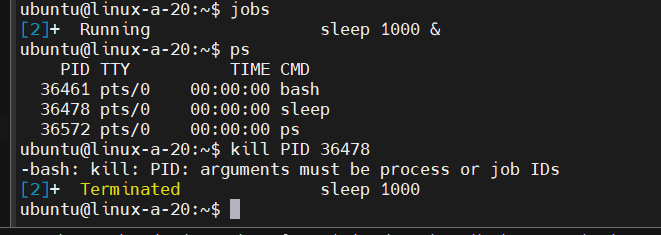 ubuntu@linux-a-20:~$ jobs
[2]+  Running                 sleep 1000 &
ubuntu@linux-a-20:~$ ps
    PID TTY          TIME CMD
  36461 pts/0    00:00:00 bash
  36478 pts/0    00:00:00 sleep
  36572 pts/0    00:00:00 ps
ubuntu@linux-a-20:~$ kill PID 36478
-bash: kill: PID: arguments must be process or job IDs
[2]+  Terminated              sleep 1000
ubuntu@linux-a-20:~$